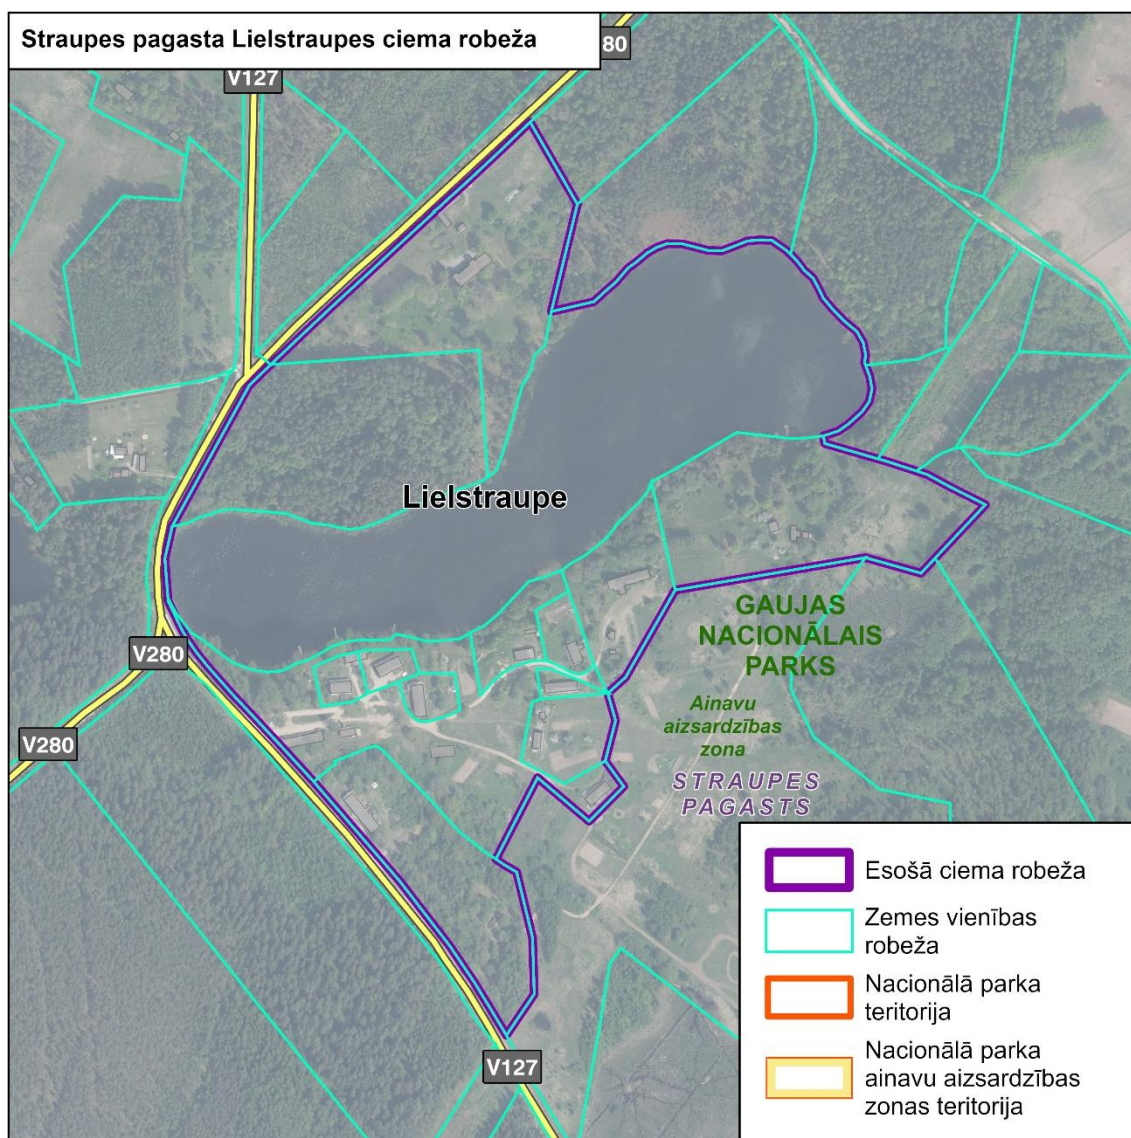 Straupes pagasta Lielstraupes ciema robeža
80
V127
Lielstraupe
GAUJAS
NACIONĀLAIS
PARKS
V280
Ainavu
aizsardzības
zona
V280
STRAUPES
PAGASTS
Esošā ciema robeža
Zemes vienības
robeža
Nacionālā parka
teritorija
Nacionālā parka
ainavu aizsardzības
zonas teritorija
V127